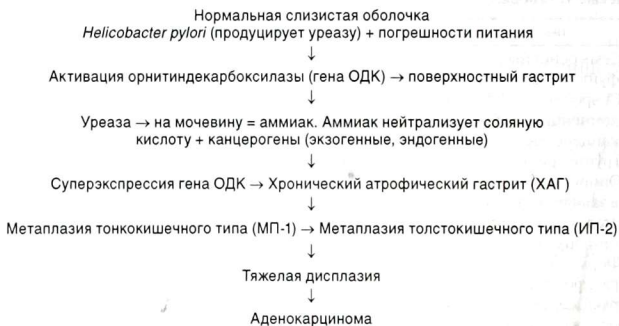 Нормальная слизистая оболочка
Helicobacter pylori (продуцирует уреазу) + погрешности питания
↓
Активация орнитиндекарбоксилазы (гена ОДК) → поверхностный гастрит
↓
Уреаза → на мочевину = аммиак. Аммиак нейтрализует соляную
кислоту + канцерогены (экзогенные, эндогенные)
↓
Суперэкспрессия гена ОДК → Хронический атрофический гастрит (ХАГ)
↓
Метаплазия тонкокишечного типа (МП-1) → Метаплазия толстокишечного типа (ИП-2)
↓
Тяжелая дисплазия
↓
Аденокарцинома